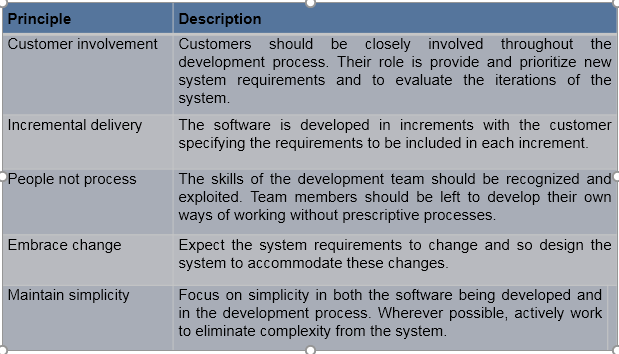 Principle Description
Customer involvement Customers should be closely involved throughout the
development process. Their role is provide and prioritize new
system requirements and to evaluate the iterations of the
system.
Incremental delivery The software is developed in increments with the customer
specifying the requirements to be included in each increment.
People not process The skills of the development team should be recognized and
exploited. Team members should be left to develop their own
ways of working without prescriptive processes.
Embrace change Expect the system requirements to change and so design the
system to accommodate these changes.
Maintain simplicity Focus on simplicity in both the software being developed and
in the development process. Wherever possible, actively work
to eliminate complexity from the system.